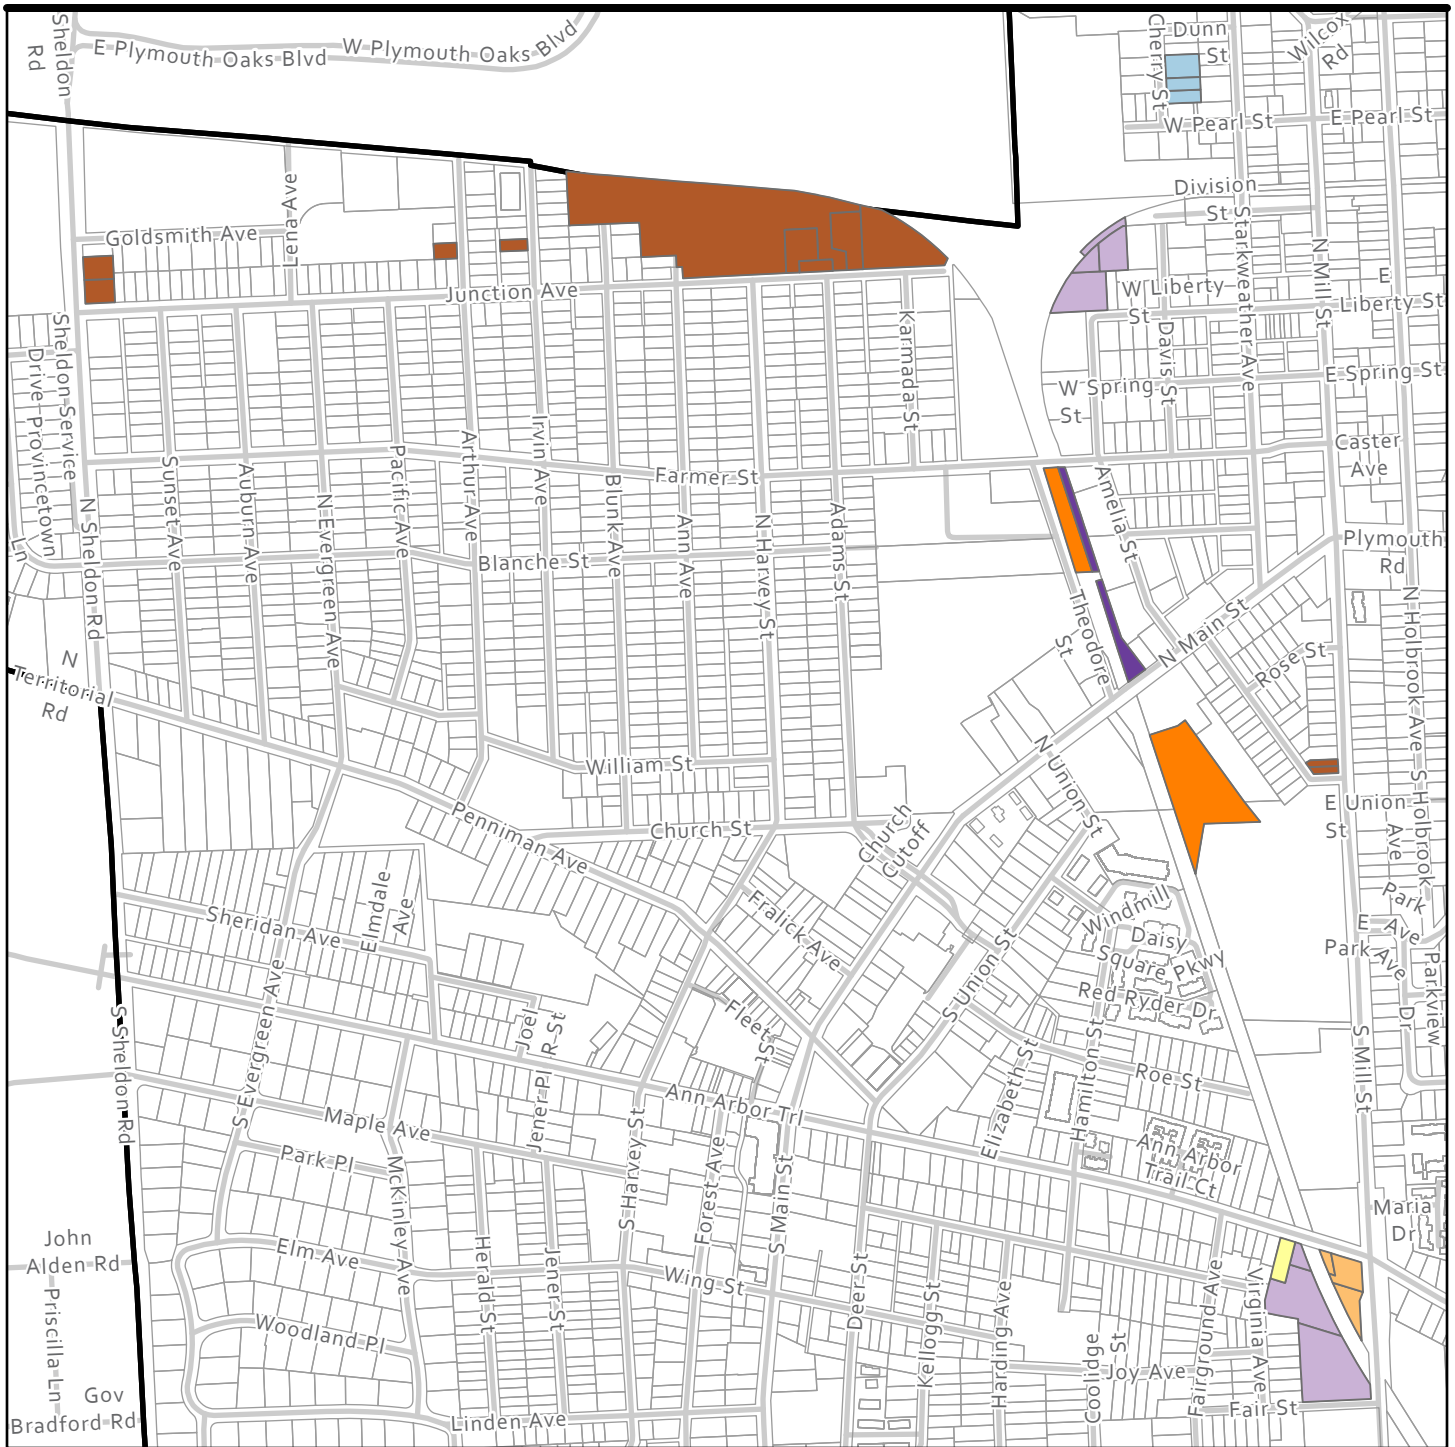 Sheldon
Rd
E Plymouth Oaks Blvd
W Plymouth Oaks Blvd
Cherry St
Dunn
St
Wilcox
Rd
W Pearl St
E Pearl St
Division
St
Starkweather Ave
N Mill St
Lena Ave
Goldsmith Ave
Junction Ave
W Liberty
St
E
Liberty St
Davis St
W Spring
St
E Spring St
Karmada St
Sheldon Service
Drive
Provincetown
Ln
N Sheldon Rd
Sunset Ave
Auburn Ave
N Evergreen Ave
Pacific Ave
Arthur Ave
Irvin Ave
Blunk Ave
Ann Ave
N Harvey St
Adams St
Farmer St
Blanche St
Caster
Ave
Amelia St
Plymouth
Rd
Theodore
St
N Main St
Rose St
N Holbrook Ave
N
Territorial
Rd
William St
Church St
Penniman Ave
Church
Cutoff
N Union St
E Union
St
S Holbrook
Ave
Park
Ave
E
Park Ave
Parkview
Dr
Sheridan Ave
Elmdale
Ave
Fralick Ave
S Union St
Windmill
Daisy
Square
Pkwy
Red Ryder Dr
S Evergreen Ave
Joel
R St
Fleet St
S Sheldon Rd
Ann Arbor Trl
Elizabeth St
Hamilton St
Roe St
S Mill St
Maple Ave
Park Pl
McKinley Ave
Jener Pl
S Harvey St
Forest Ave
S Main St
Ann Arbor
Trail Ct
Maria
Dr
John
Alden Rd
Priscilla Ln
Gov
Bradford Rd
Elm Ave
Woodland Pl
Linden Ave
Herald St
Jener St
Wing St
Deer St
Kellogg St
Harding Ave
Coolidge
St
Joy Ave
Fairground Ave
Virginia Ave
Fair St